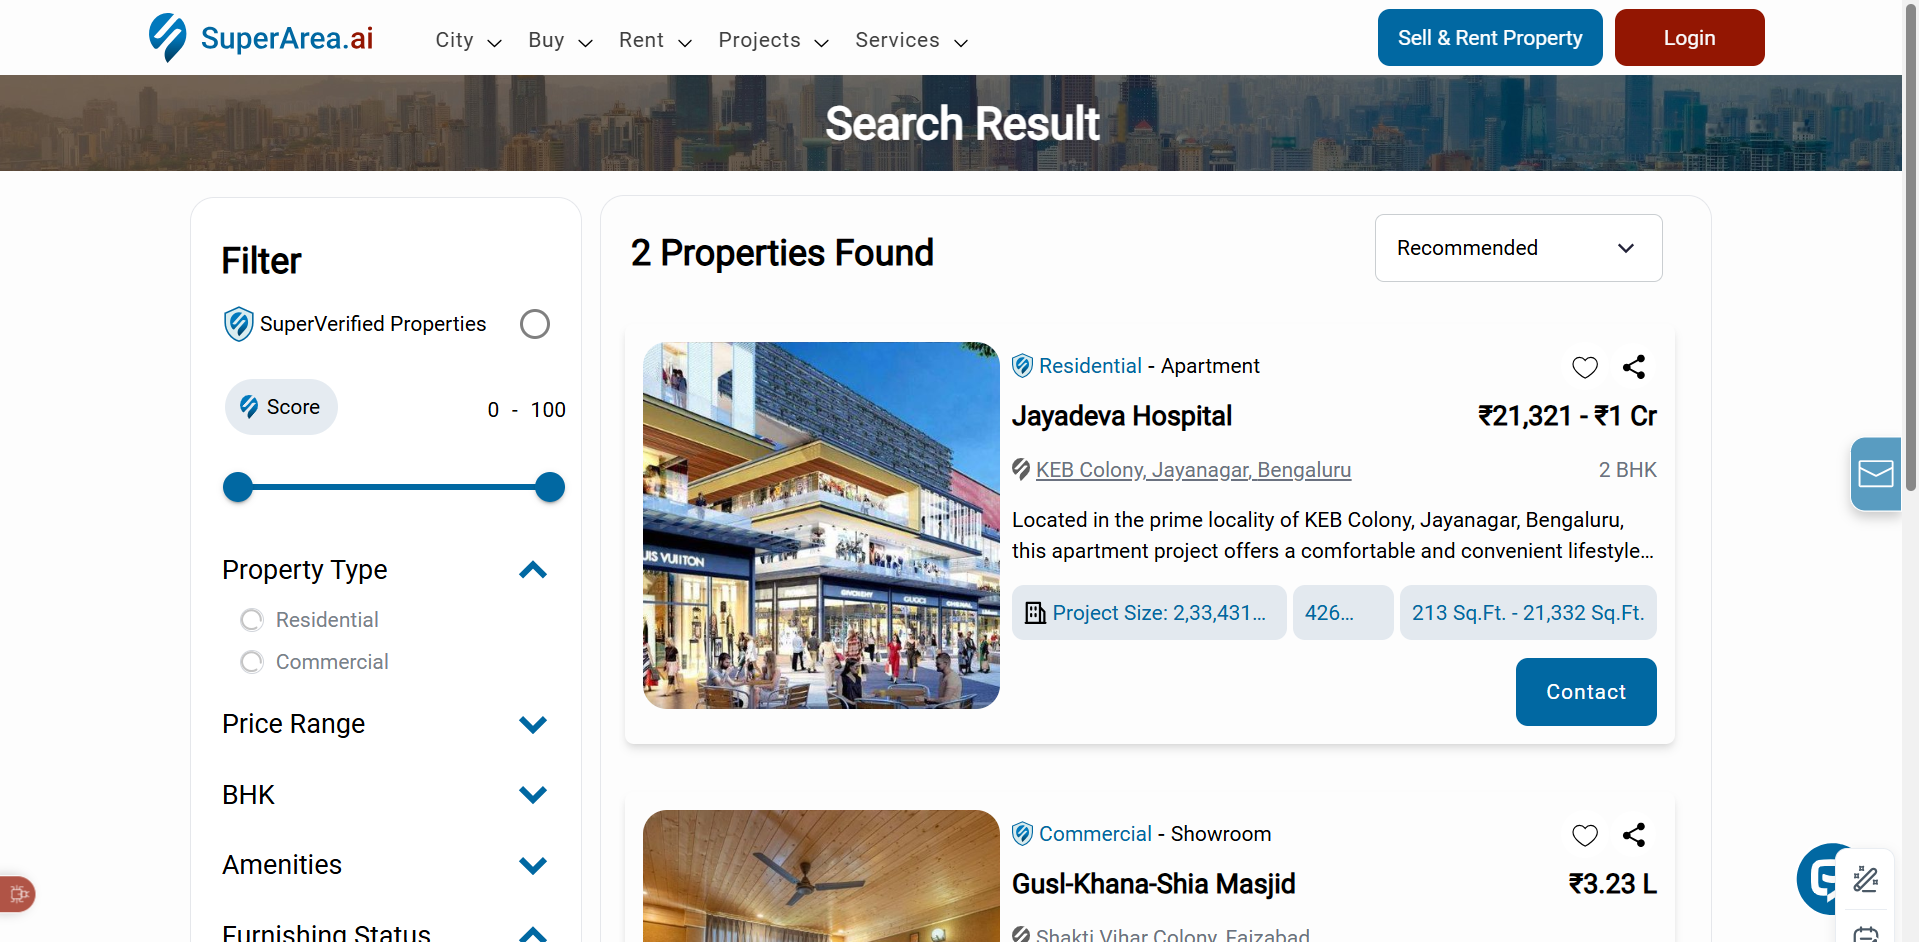 SuperArea.ai
City
Buy
Rent
Projects
Services
Sell & Rent Property
Login
Search Result
Filter
SuperVerified Properties
Score
0 - 100
Property Type
Residential
Commercial
Price Range
BHK
Amenities
Furnishing Status
2 Properties Found
Recommended
Residential - Apartment
Jayadeva Hospital
₹21,321 - ₹1 Cr
KEB Colony, Jayanagar, Bengaluru
2 BHK
Located in the prime locality of KEB Colony, Jayanagar, Bengaluru,
this apartment project offers a comfortable and convenient lifestyle...
Project Size: 2,33,431...
426...
213 Sq.Ft. - 21,332 Sq.Ft.
Contact
UIS VUITTON
GIVENCHY
GUCCI
Commercial - Showroom
Gusl-Khana-Shia Masjid
₹3.23 L
Shakti Vihar Colony, Faizabad